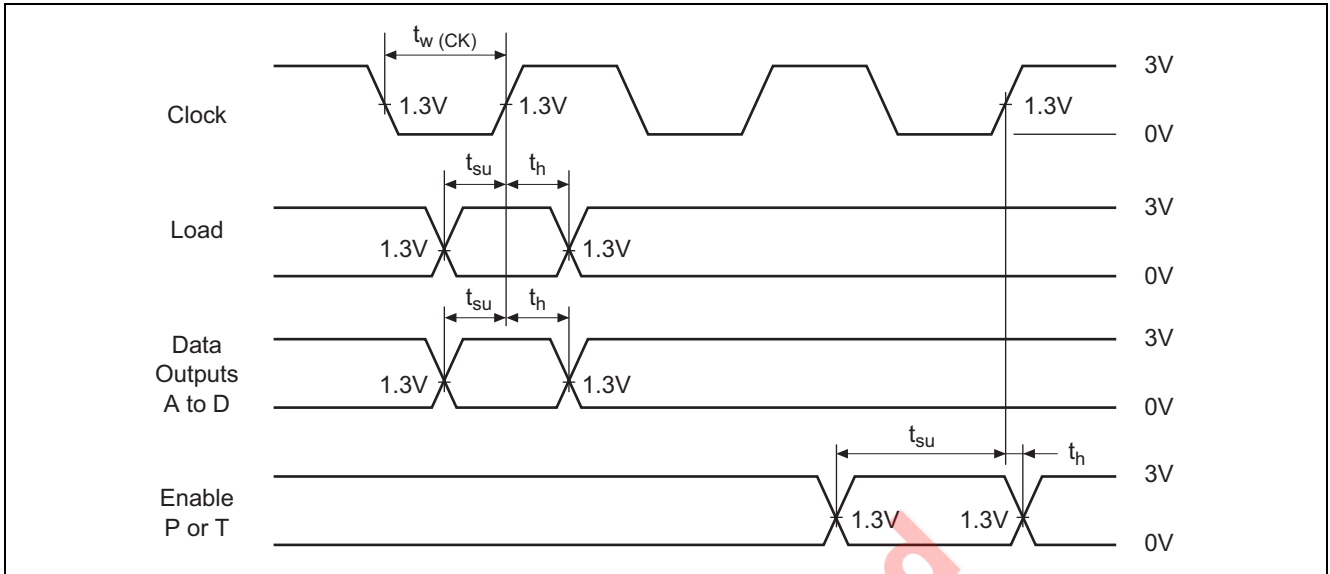 t_w (CK)
3V
Clock
1.3V 1.3V 1.3V
0V
t_su t_h
3V
Load
1.3V 1.3V
0V
t_su t_h
3V
Data
Outputs
A to D
1.3V 1.3V
0V
t_su t_h
3V
Enable
P or T
1.3V 1.3V
0V
d